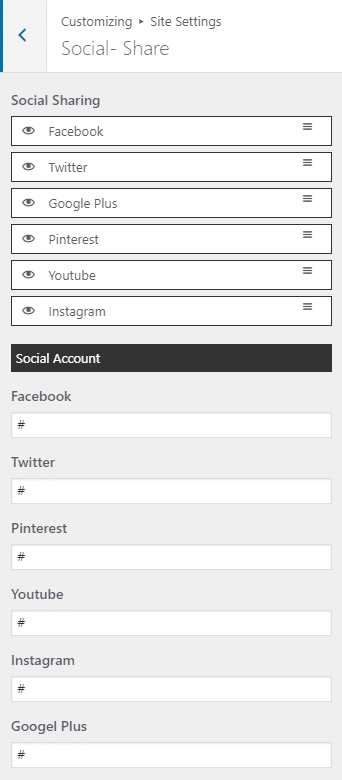 Customizing ▸ Site Settings
Social- Share
Social Sharing
Facebook
Twitter
Google Plus
Pinterest
Youtube
Instagram
Social Account
Facebook
#
Twitter
#
Pinterest
#
Youtube
#
Instagram
#
Googel Plus
#